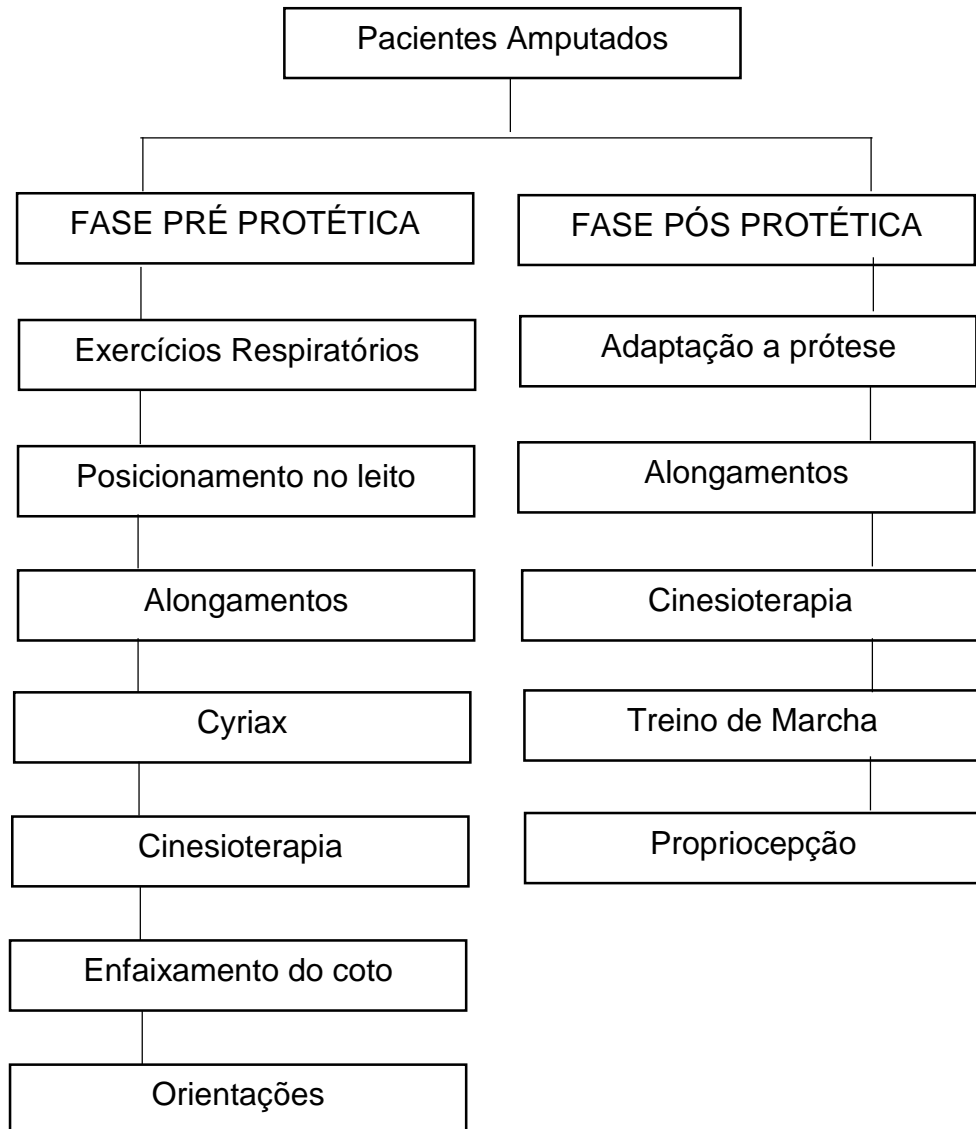 Pacientes Amputados
FASE PRÉ PROTÉTICA
Exercícios Respiratórios
Posicionamento no leito
Alongamentos
Cyriax
Cinesioterapia
Enfaixamento do coto
Orientações
FASE PÓS PROTÉTICA
Adaptação a prótese
Alongamentos
Cinesioterapia
Treino de Marcha
Propriocepção